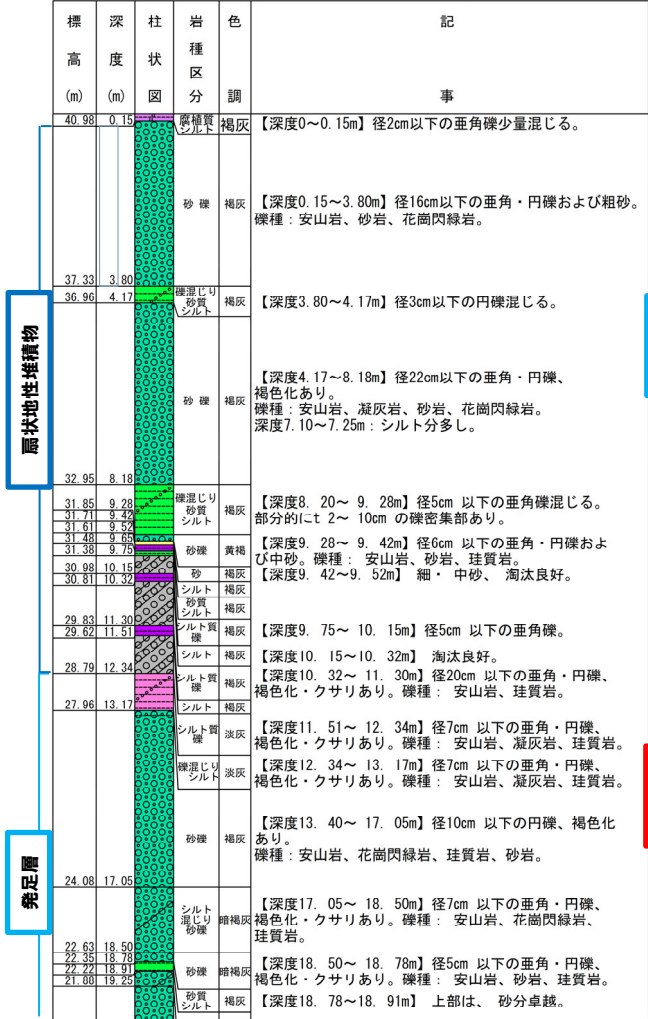 標高(m) 深度(m) 柱状図 岩種区分 色調 記事
扇状地性堆積物
発足層
40.98 0.15 腐植質シルト 褐灰 【深度0～0.15m】径2cm以下の亜角礫少量混じる。
砂礫 褐灰 【深度0.15～3.80m】径16cm以下の亜角・円礫および粗砂。
礫種：安山岩、砂岩、花崗閃緑岩。
37.33 3.80
36.96 4.17 礫混じり砂質シルト 褐灰 【深度3.80～4.17m】径3cm以下の円礫混じる。
砂礫 褐灰 【深度4.17～8.18m】径22cm以下の亜角・円礫、
褐色化あり。
礫種：安山岩、凝灰岩、砂岩、花崗閃緑岩。
深度7.10～7.25m：シルト分多し。
32.95 8.18
礫混じり砂質シルト 褐灰 【深度8.20～ 9.28m】径5cm 以下の亜角礫混じる。
部分的にt 2～ 10cm の礫密集部あり。
31.85 9.28
31.71 9.42
31.61 9.52
31.48 9.65
31.38 9.75
砂礫 黄褐 【深度9.28～ 9.42m】径6cm 以下の亜角・円礫およ
び中砂。礫種： 安山岩、砂岩、珪質岩。
砂 褐灰 【深度9.42～9.52m】 細・ 中砂、 淘汰良好。
30.98 10.15
30.81 10.32
シルト 褐灰
砂質シルト 褐灰
29.83 11.30
29.62 11.51
シルト質礫 褐灰 【深度9.75～ 10.15m】径5cm 以下の亜角礫。
シルト 褐灰 【深度10.15～10.32m】 淘汰良好。
28.79 12.34
シルト質礫 褐灰 【深度10.32～ 11.30m】径20cm 以下の亜角・円礫、
褐色化・クサリあり。礫種： 安山岩、珪質岩。
27.96 13.17
シルト 褐灰
シルト質礫 淡灰 【深度11.51～ 12.34m】径7cm 以下の亜角・円礫、
褐色化・クサリあり。礫種： 安山岩、凝灰岩、珪質岩。
礫混じりシルト 淡灰 【深度12.34～ 13.17m】径7cm 以下の亜角・円礫、
褐色化・クサリあり。礫種： 安山岩、凝灰岩、珪質岩。
砂礫 褐灰 【深度13.40～ 17.05m】径10cm 以下の円礫、褐色化
あり。
礫種：安山岩、花崗閃緑岩、珪質岩、砂岩。
24.08 17.05
シルト混じり砂礫 暗褐灰 【深度17.05～ 18.50m】径7cm 以下の亜角・円礫、
褐色化・クサリあり。礫種： 安山岩、花崗閃緑岩、
珪質岩。
22.63 18.50
22.35 18.78
22.22 18.91
21.88 19.25
砂礫 暗褐灰 【深度18.50～ 18.78m】径5cm 以下の亜角・円礫、
褐色化・クサリあり。礫種： 安山岩、砂岩、珪質岩。
砂質シルト 褐灰 【深度18.78～18.91m】 上部は、砂分卓越。